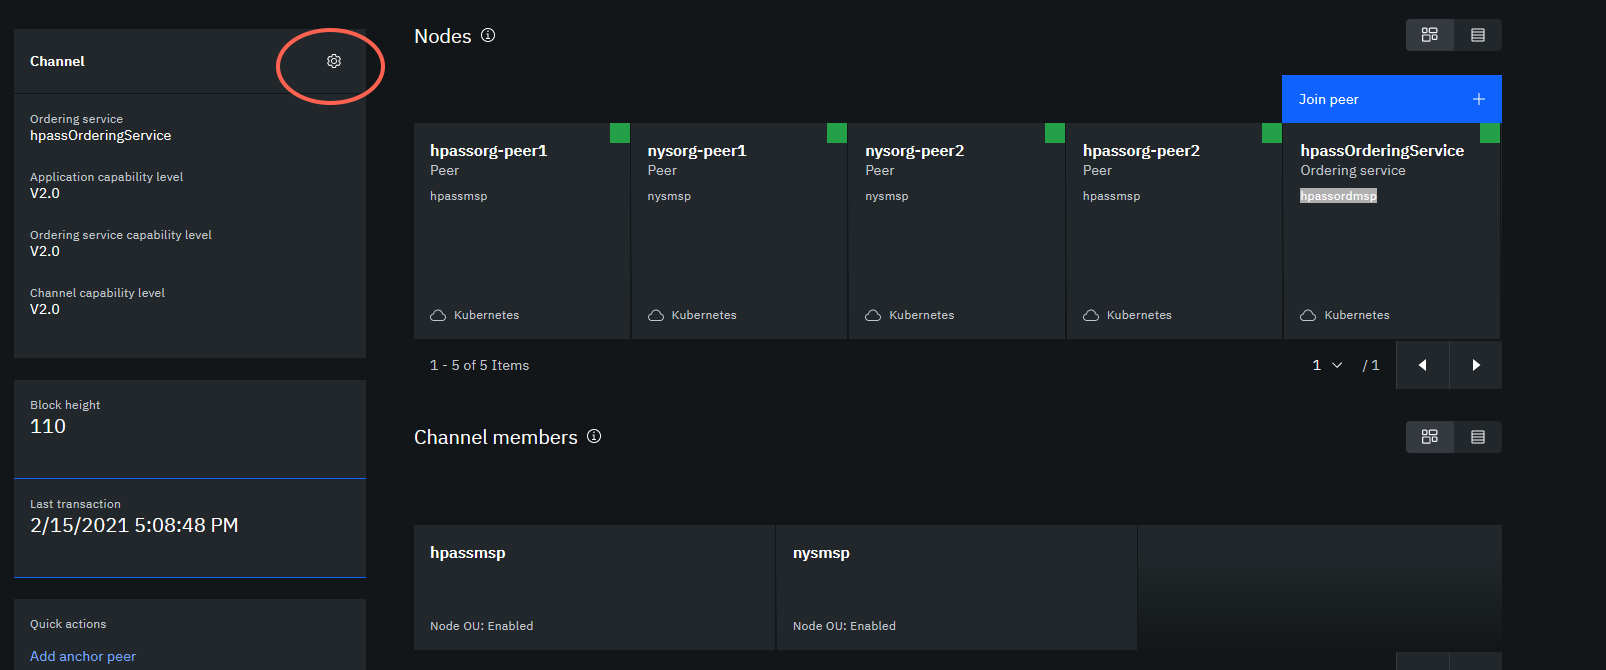 Channel
Ordering service
hpassOrderingService
Application capability level
V2.0
Ordering service capability level
V2.0
Channel capability level
V2.0
Block height
110
Last transaction
2/15/2021 5:08:48 PM
Quick actions
Add anchor peer
Nodes
Join peer
hpassorg-peer1
Peer
hpassmsp
Kubernetes
nysorg-peer1
Peer
nysmsp
Kubernetes
nysorg-peer2
Peer
nysmsp
Kubernetes
hpassorg-peer2
Peer
hpassmsp
Kubernetes
hpassOrderingService
Ordering service
hpassordmsp
Kubernetes
1 - 5 of 5 Items
1 / 1
Channel members
hpassmsp
Node OU: Enabled
nysmsp
Node OU: Enabled